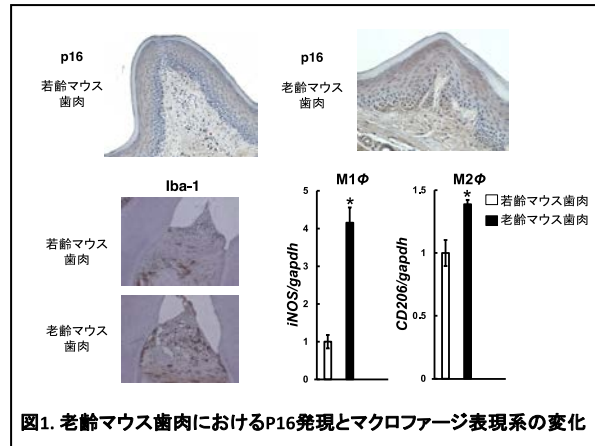 p16
若齢マウス
歯肉
p16
老齢マウス
歯肉
Iba-1
若齢マウス
歯肉
老齢マウス
歯肉
M1Φ
iNOS/gapdh
5
4
3
2
1
0
*
M2Φ
CD206/gapdh
1.5
1
0.5
0
*
若齢マウス歯肉
老齢マウス歯肉
図1. 老齢マウス歯肉におけるP16発現とマクロファージ表現系の変化